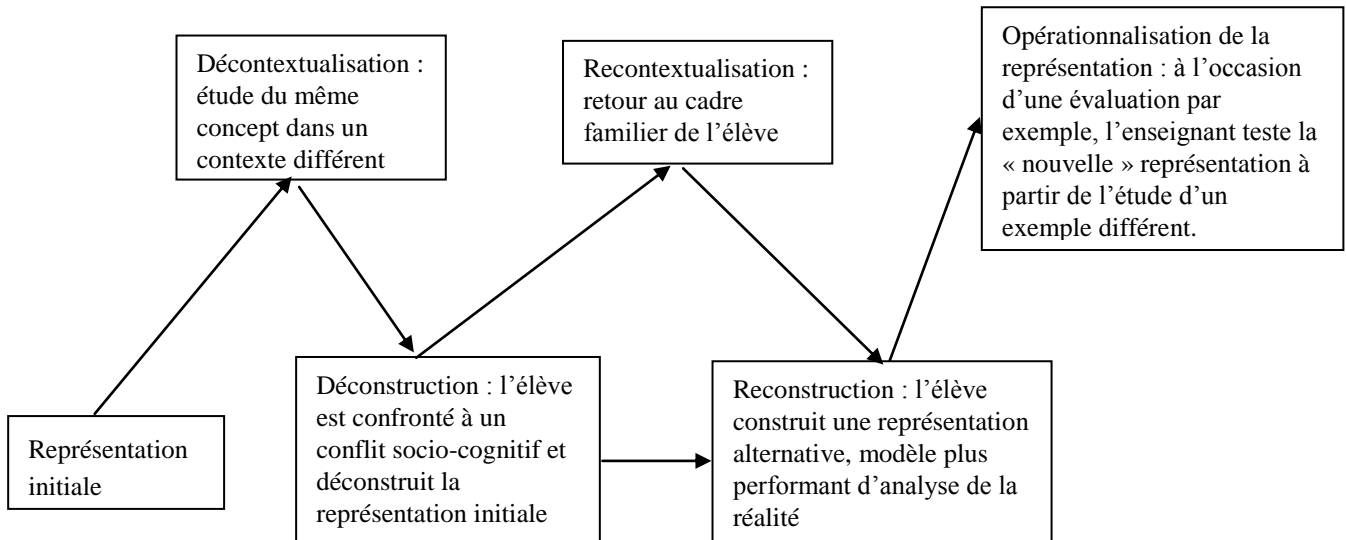 Décontextualisation :
étude du même
concept dans un
contexte différent
Recontextualisation :
retour au cadre
familier de l’élève
Opérationnalisation de la
représentation : à l’occasion
d’une évaluation par
exemple, l’enseignant teste la
« nouvelle » représentation à
partir de l’étude d’un
exemple différent.
Représentation
initiale
Déconstruction : l’élève
est confronté à un
conflit socio-cognitif et
déconstruit la
représentation initiale
Reconstruction : l’élève
construit une représentation
alternative, modèle plus
performant d’analyse de la
réalité